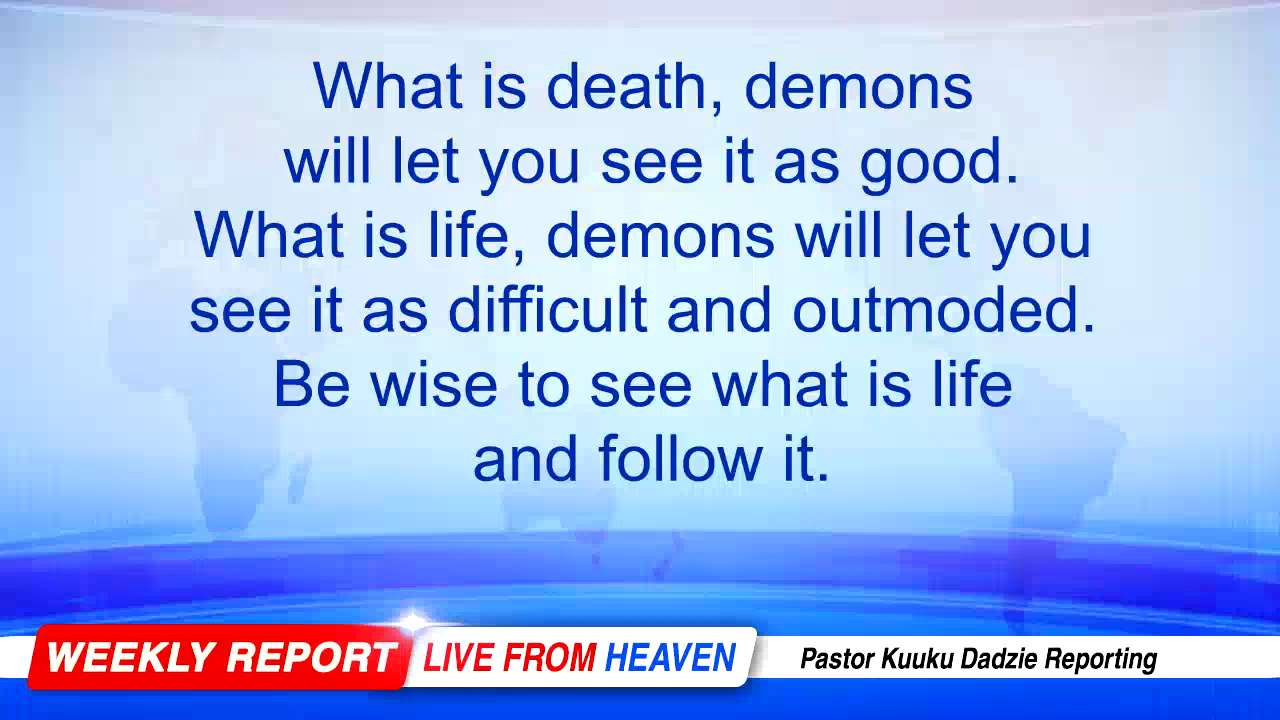 What is death, demons
will let you see it as good.
What is life, demons will let you
see it as difficult and outmoded.
Be wise to see what is life
and follow it.
WEEKLY REPORT LIVE FROM HEAVEN Pastor Kuuku Dadzie Reporting